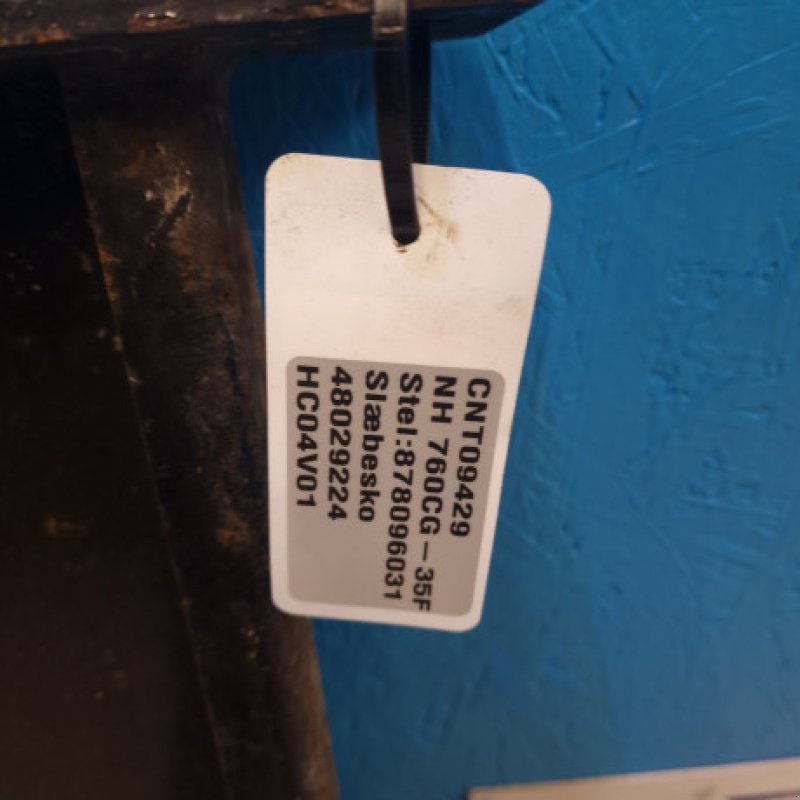 CNT09429
NH 760CG – 35F
Stel:878096031
Slæbesko
48029224
HC04V01